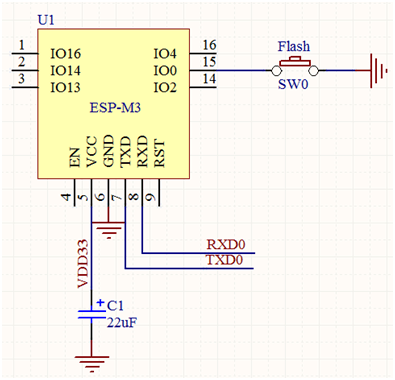 U1
1 IO16 IO4 16
2 IO14 IO0 15
3 IO13 IO2 14
Flash
SW0
ESP-M3
EN VCC GND TXD RXD RST
4 5 6 7 8 9
RXD0
TXD0
VDD33
+ C1
22uF